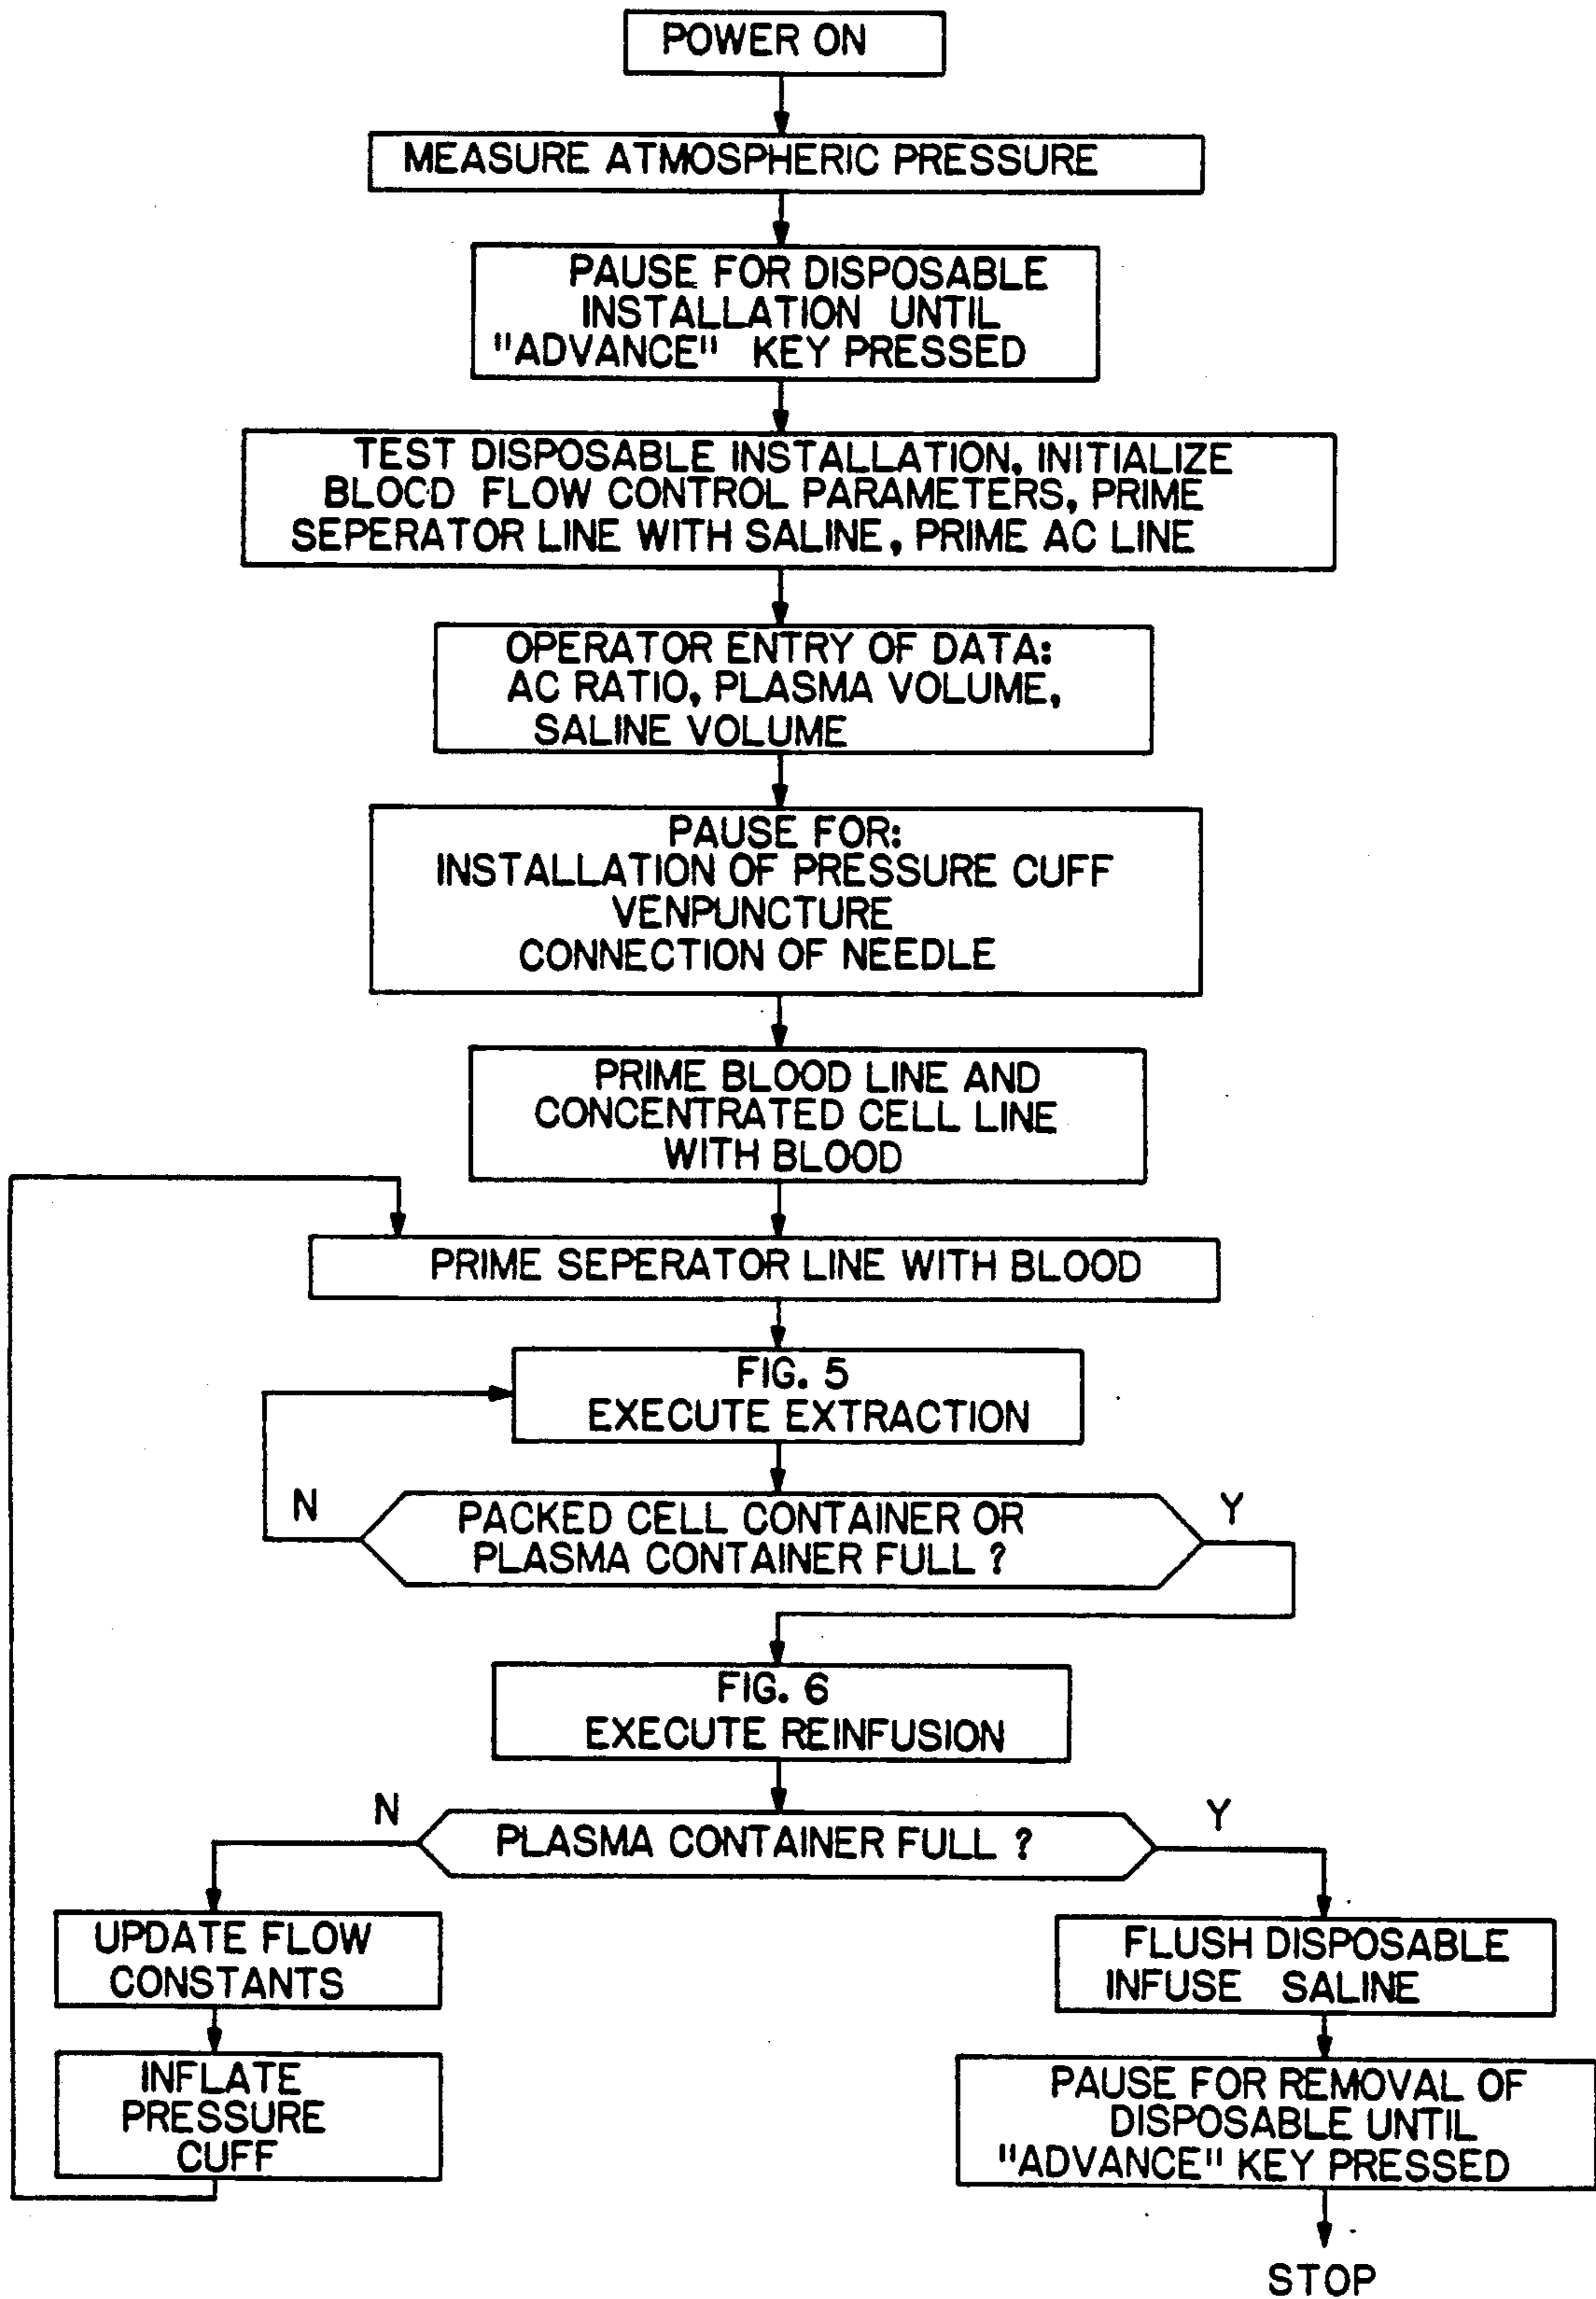 POWER ON
MEASURE ATMOSPHERIC PRESSURE
PAUSE FOR DISPOSABLE
INSTALLATION UNTIL
"ADVANCE" KEY PRESSED
TEST DISPOSABLE INSTALLATION, INITIALIZE
BLOOD FLOW CONTROL PARAMETERS, PRIME
SEPERATOR LINE WITH SALINE, PRIME AC LINE
OPERATOR ENTRY OF DATA:
AC RATIO, PLASMA VOLUME,
SALINE VOLUME
PAUSE FOR:
INSTALLATION OF PRESSURE CUFF
VENPUNCTURE
CONNECTION OF NEEDLE
PRIME BLOOD LINE AND
CONCENTRATED CELL LINE
WITH BLOOD
PRIME SEPERATOR LINE WITH BLOOD
FIG. 5
EXECUTE EXTRACTION
N
PACKED CELL CONTAINER OR
PLASMA CONTAINER FULL ?
Y
FIG. 6
EXECUTE REINFUSION
N
PLASMA CONTAINER FULL ?
Y
UPDATE FLOW
CONSTANTS
INFLATE
PRESSURE
CUFF
FLUSH DISPOSABLE
INFUSE SALINE
PAUSE FOR REMOVAL OF
DISPOSABLE UNTIL
"ADVANCE" KEY PRESSED
STOP